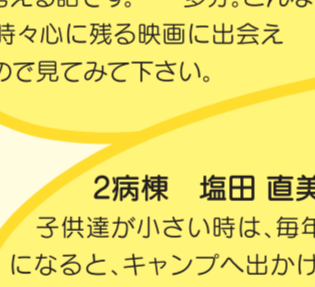 考える話です。 多分。こんな
時々心に残る映画に出会え
ので見てみて下さい。
2病棟 塩田 直美
子供達が小さい時は、毎年
になると、キャンプへ出かけ